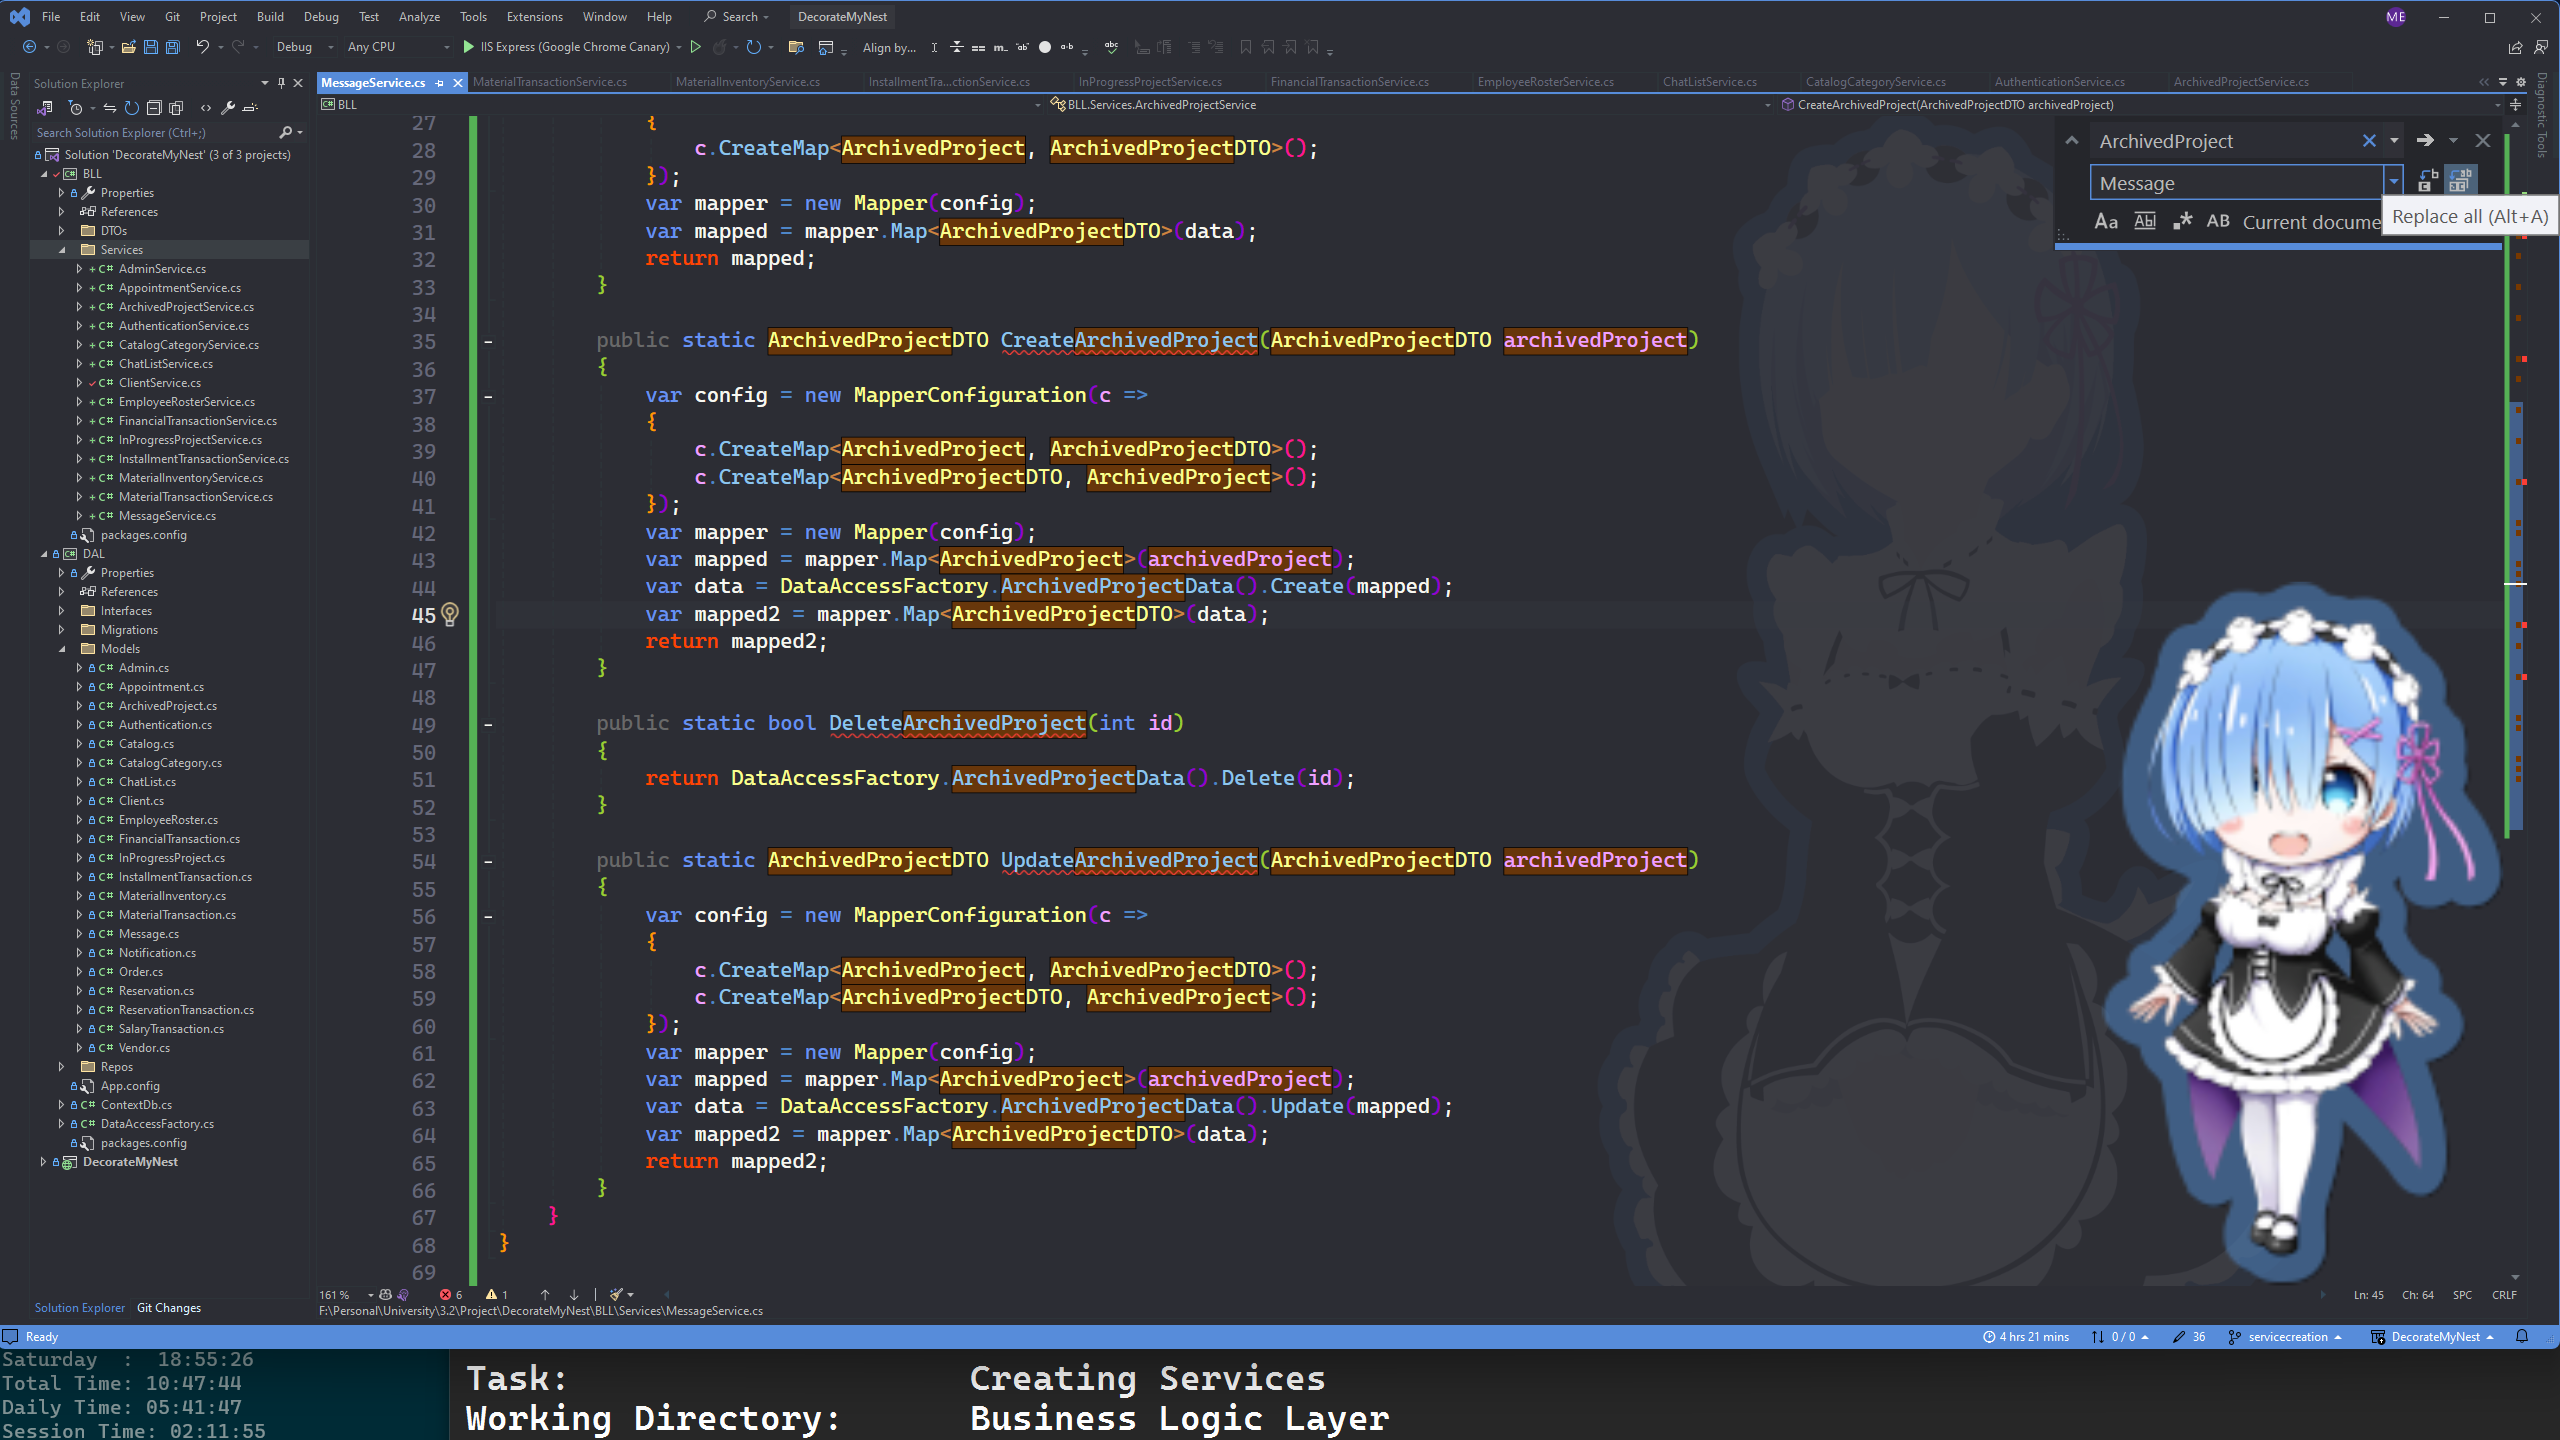 File Edit View Git Project Build Debug Test Analyze Tools Extensions Window Help Search DecorateMyNest ME
Debug Any CPU IIS Express (Google Chrome Canary) Align by...
Data Sources
Solution Explorer
Search Solution Explorer (Ctrl+;)
Solution 'DecorateMyNest' (3 of 3 projects)
BLL
Properties
References
DTOs
Services
AdminService.cs
AppointmentService.cs
ArchivedProjectService.cs
AuthenticationService.cs
CatalogCategoryService.cs
ChatListService.cs
ClientService.cs
EmployeeRosterService.cs
FinancialTransactionService.cs
InProgressProjectService.cs
InstallmentTransactionService.cs
MaterialInventoryService.cs
MaterialTransactionService.cs
MessageService.cs
packages.config
DAL
Properties
References
Interfaces
Migrations
Models
Admin.cs
Appointment.cs
ArchivedProject.cs
Authentication.cs
Catalog.cs
CatalogCategory.cs
ChatList.cs
Client.cs
EmployeeRoster.cs
FinancialTransaction.cs
InProgressProject.cs
InstallmentTransaction.cs
MaterialInventory.cs
MaterialTransaction.cs
Message.cs
Notification.cs
Order.cs
Reservation.cs
ReservationTransaction.cs
SalaryTransaction.cs
Vendor.cs
Repos
App.config
ContextDb.cs
DataAccessFactory.cs
packages.config
DecorateMyNest
Solution Explorer Git Changes
MessageService.cs MaterialTransactionService.cs MaterialInventoryService.cs InstallmentTra...ctionService.cs InProgressProjectService.cs FinancialTransactionService.cs EmployeeRosterService.cs ChatListService.cs CatalogCategoryService.cs AuthenticationService.cs ArchivedProjectService.cs
BLL BLL.Services.ArchivedProjectService CreateArchivedProject(ArchivedProjectDTO archivedProject)
Diagnostic Tools
ArchivedProject
Message
Replace all (Alt+A)
Aa Abl .* AB Current docume
27 {
28 c.CreateMap<ArchivedProject, ArchivedProjectDTO>();
29 });
30 var mapper = new Mapper(config);
31 var mapped = mapper.Map<ArchivedProjectDTO>(data);
32 return mapped;
33 }
34
35 public static ArchivedProjectDTO CreateArchivedProject(ArchivedProjectDTO archivedProject)
36 {
37 var config = new MapperConfiguration(c =>
38 {
39 c.CreateMap<ArchivedProject, ArchivedProjectDTO>();
40 c.CreateMap<ArchivedProjectDTO, ArchivedProject>();
41 });
42 var mapper = new Mapper(config);
43 var mapped = mapper.Map<ArchivedProject>(archivedProject);
44 var data = DataAccessFactory.ArchivedProjectData().Create(mapped);
45 var mapped2 = mapper.Map<ArchivedProjectDTO>(data);
46 return mapped2;
47 }
48
49 public static bool DeleteArchivedProject(int id)
50 {
51 return DataAccessFactory.ArchivedProjectData().Delete(id);
52 }
53
54 public static ArchivedProjectDTO UpdateArchivedProject(ArchivedProjectDTO archivedProject)
55 {
56 var config = new MapperConfiguration(c =>
57 {
58 c.CreateMap<ArchivedProject, ArchivedProjectDTO>();
59 c.CreateMap<ArchivedProjectDTO, ArchivedProject>();
60 });
61 var mapper = new Mapper(config);
62 var mapped = mapper.Map<ArchivedProject>(archivedProject);
63 var data = DataAccessFactory.ArchivedProjectData().Update(mapped);
64 var mapped2 = mapper.Map<ArchivedProjectDTO>(data);
65 return mapped2;
66 }
67 }
68 }
69
161 % 6 1 Ln: 45 Ch: 64 SPC CRLF
F:\Personal\University\3.2\Project\DecorateMyNest\BLL\Services\MessageService.cs
Ready 4 hrs 21 mins 0 / 0 36 servicecreation DecorateMyNest
Saturday : 18:55:26
Total Time: 10:47:44
Daily Time: 05:41:47
Session Time: 02:11:55
Task: Creating Services
Working Directory: Business Logic Layer